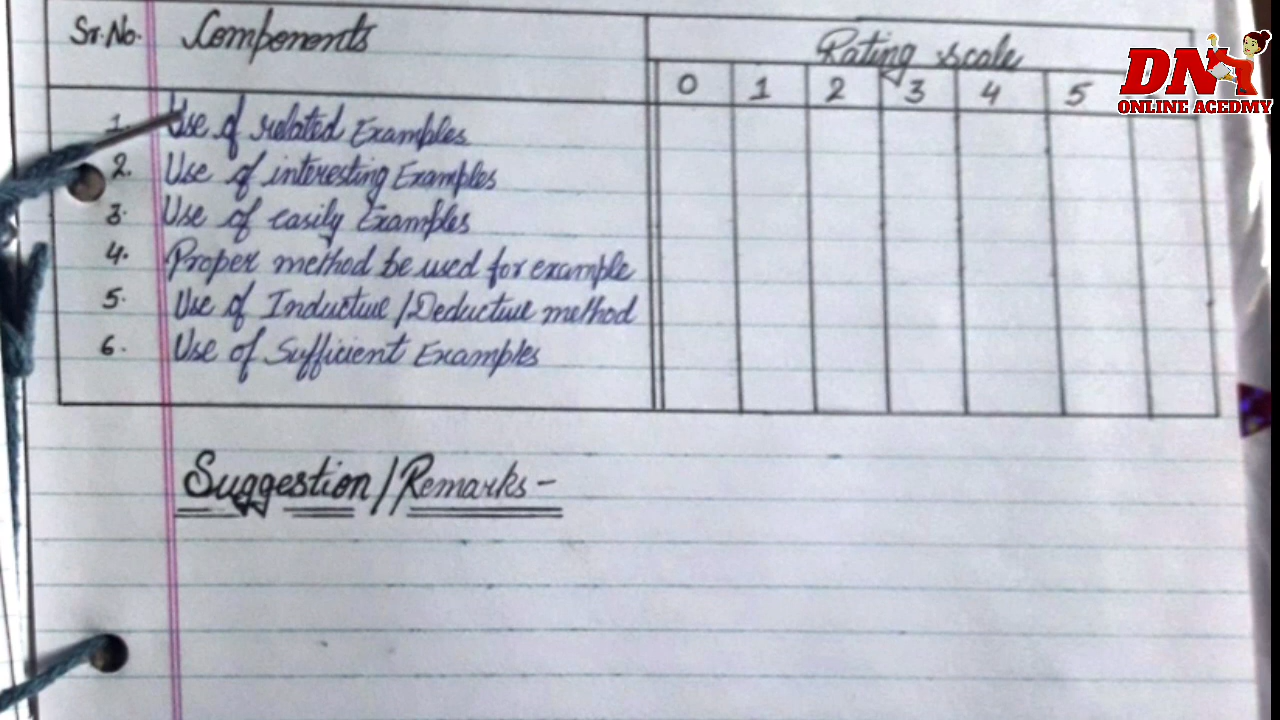 Sr.No. Components Rating scale
0 1 2 3 4 5
1. Use of related Examples
2. Use of interesting Examples
3. Use of easily Examples
4. Proper method be used for example
5. Use of Inductive/Deductive method
6. Use of Sufficient Examples
Suggestion/Remarks-
DNY
ONLINE ACEDMY